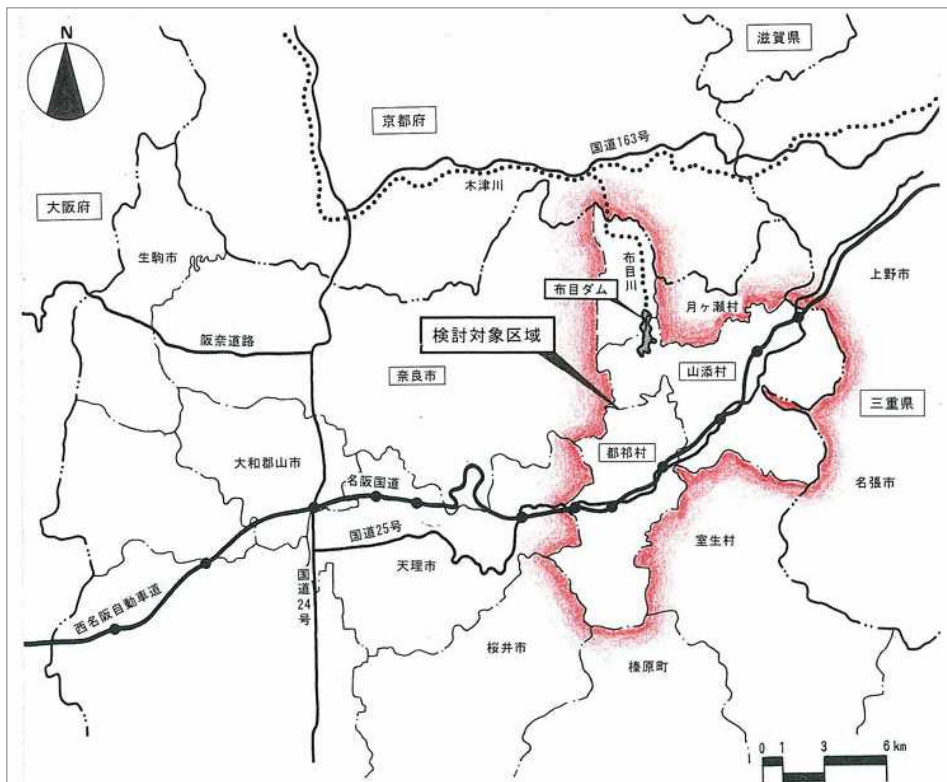 N
滋賀県
京都府
国道163号
木津川
大阪府
生駒市
布目川
上野市
布目ダム
月ヶ瀬村
検討対象区域
阪奈道路
奈良市
山添村
三重県
都祁村
大和郡山市
名阪国道
名張市
国道25号
室生村
天理市
国道24号
西名阪自動車道
桜井市
榛原町
0 1 3 6 km